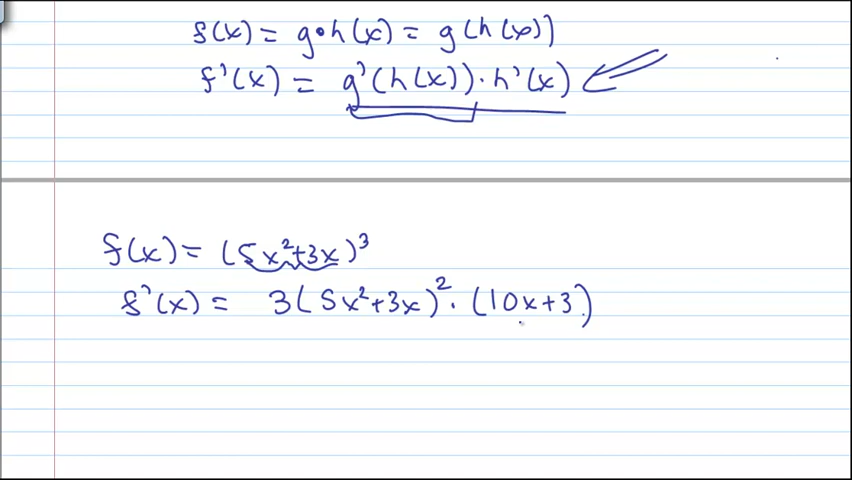 f(x) = g∘h(x) = g(h(x))
f'(x) = g'(h(x))·h'(x)
f(x) = (5x²+3x)³
f'(x) = 3(5x²+3x)²·(10x+3)